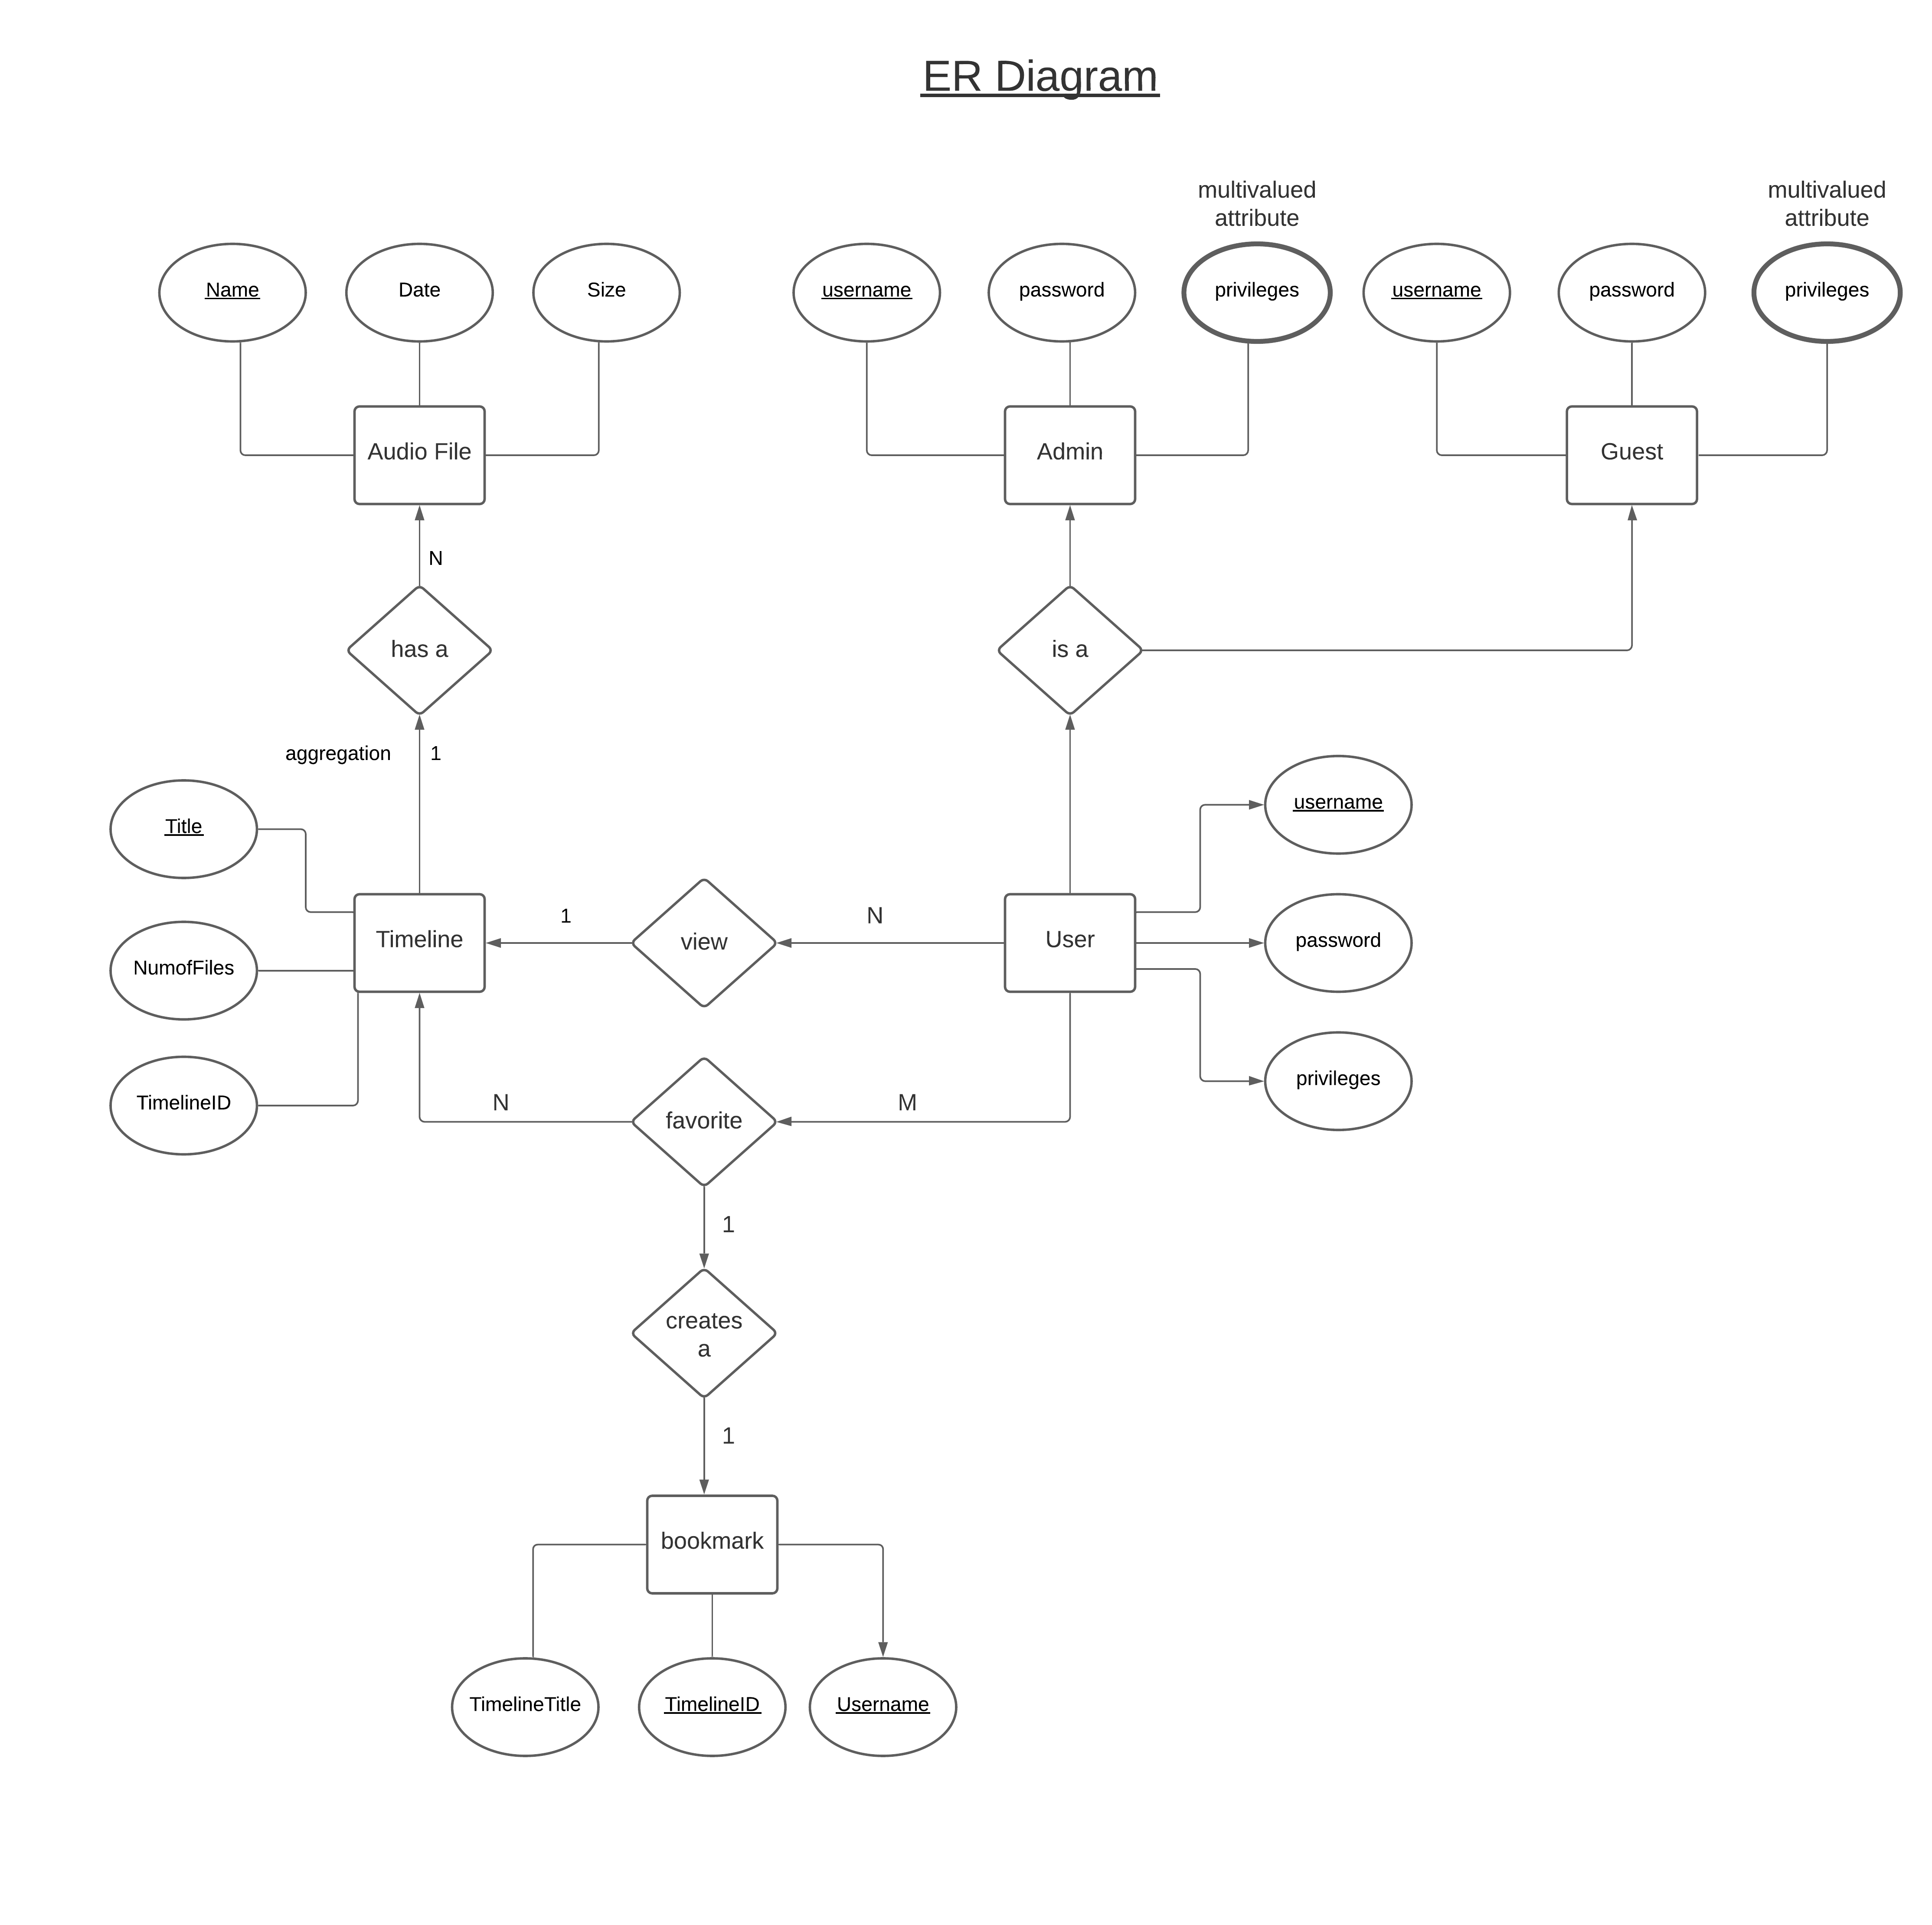 ER Diagram
multivalued
attribute
multivalued
attribute
Name
Date
Size
username
password
privileges
username
password
privileges
Audio File
Admin
Guest
N
has a
is a
aggregation
1
username
Title
1
N
Timeline
view
User
password
NumofFiles
privileges
TimelineID
N
M
favorite
1
creates
a
1
bookmark
TimelineTitle
TimelineID
Username